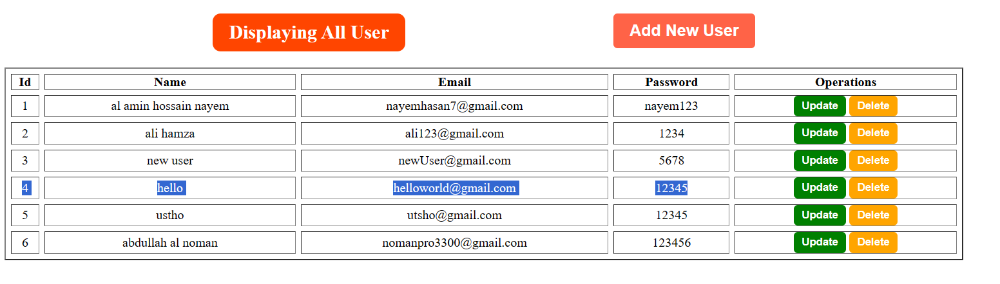 Displaying All User Add New User
Id Name Email Password Operations
1 al amin hossain nayem nayemhasan7@gmail.com nayem123 Update Delete
2 ali hamza ali123@gmail.com 1234 Update Delete
3 new user newUser@gmail.com 5678 Update Delete
4 hello helloworld@gmail.com 12345 Update Delete
5 ustho utsho@gmail.com 12345 Update Delete
6 abdullah al noman nomanpro3300@gmail.com 123456 Update Delete